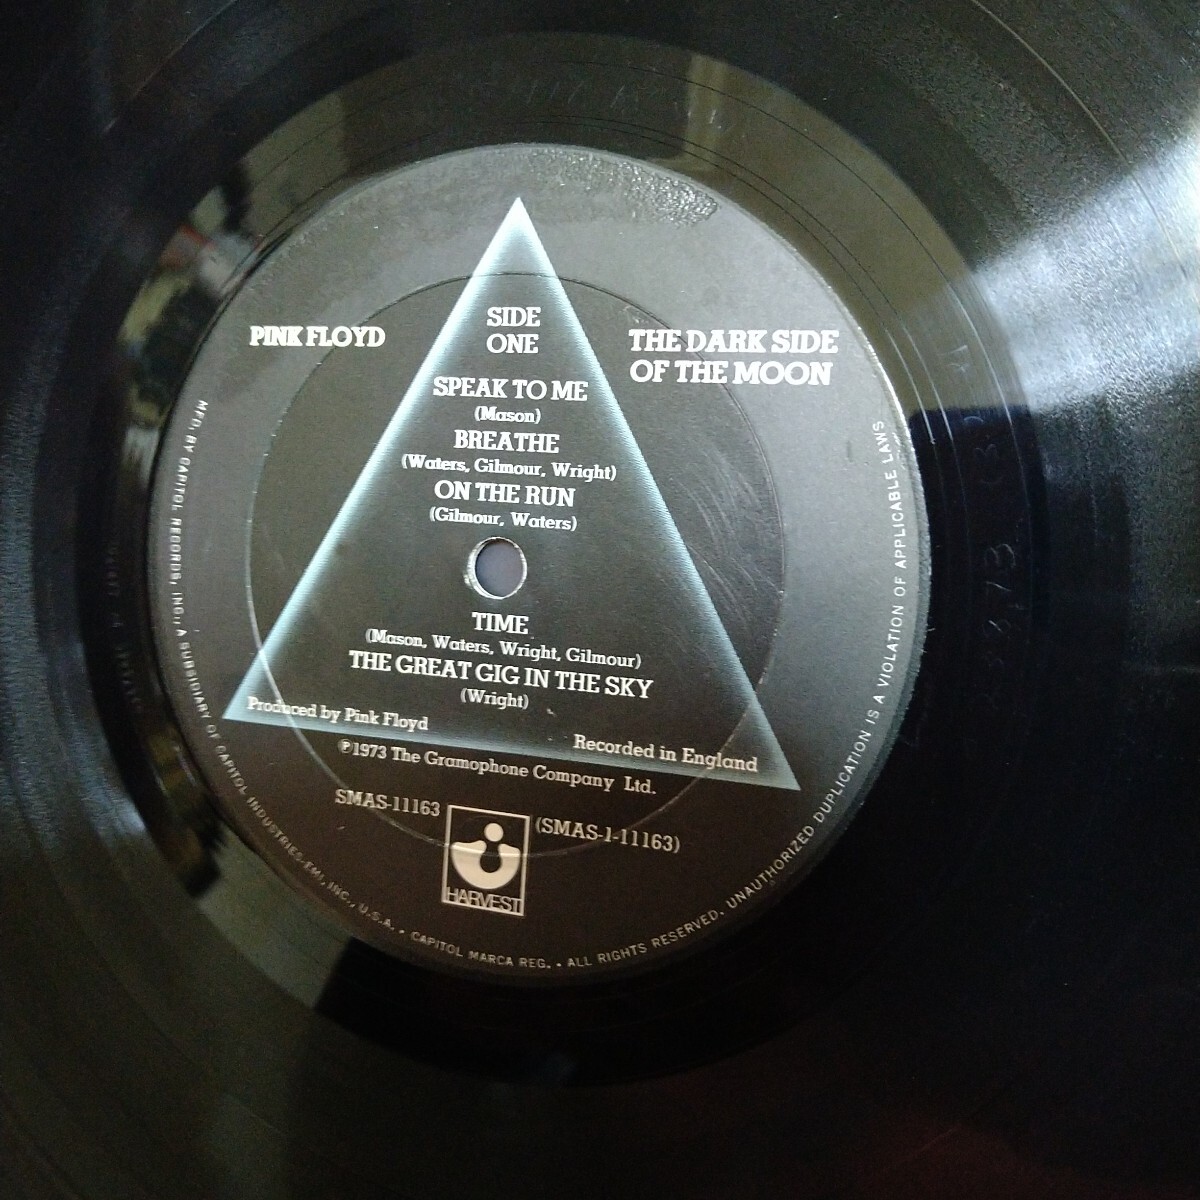 PINK FLOYD
THE DARK SIDE
OF THE MOON
SIDE
ONE
SPEAK TO ME
(Mason)
BREATHE
(Waters, Gilmour, Wright)
ON THE RUN
(Gilmour, Waters)
TIME
(Mason, Waters, Wright, Gilmour)
THE GREAT GIG IN THE SKY
(Wright)
Produced by Pink Floyd
Recorded in England
℗1973 The Gramophone Company Ltd.
SMAS-11163
(SMAS-1-11163)
HARVEST
MFD. BY CAPITOL RECORDS, INC., A SUBSIDIARY OF CAPITOL INDUSTRIES-EMI, INC., U.S.A. • CAPITOL MARCA REG. • ALL RIGHTS RESERVED. UNAUTHORIZED DUPLICATION IS A VIOLATION OF APPLICABLE LAWS